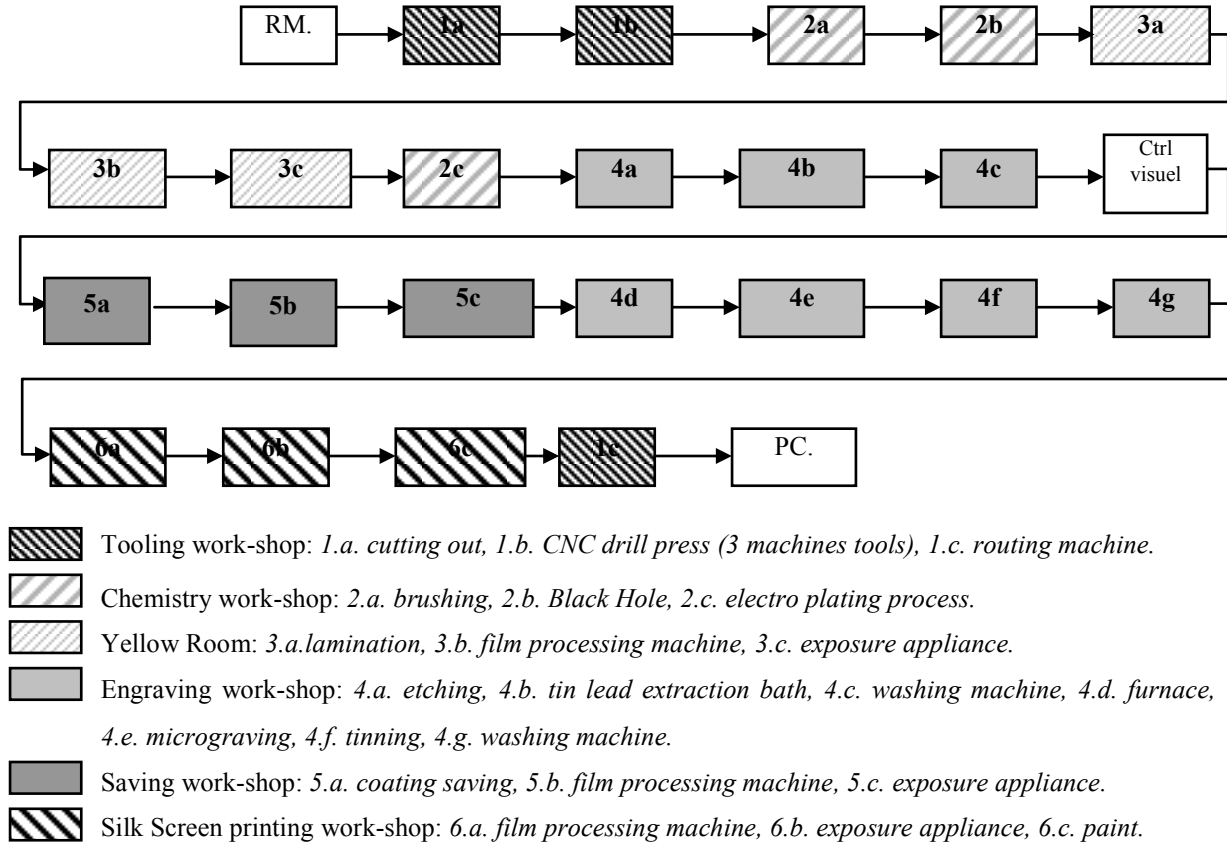 RM. 1a 1b 2a 2b 3a
3b 3c 2c 4a 4b 4c Ctrl
visuel
5a 5b 5c 4d 4e 4f 4g
6a 6b 6c 1c PC.
Tooling work-shop: 1.a. cutting out, 1.b. CNC drill press (3 machines tools), 1.c. routing machine.
Chemistry work-shop: 2.a. brushing, 2.b. Black Hole, 2.c. electro plating process.
Yellow Room: 3.a.lamination, 3.b. film processing machine, 3.c. exposure appliance.
Engraving work-shop: 4.a. etching, 4.b. tin lead extraction bath, 4.c. washing machine, 4.d. furnace,
4.e. micrograving, 4.f. tinning, 4.g. washing machine.
Saving work-shop: 5.a. coating saving, 5.b. film processing machine, 5.c. exposure appliance.
Silk Screen printing work-shop: 6.a. film processing machine, 6.b. exposure appliance, 6.c. paint.